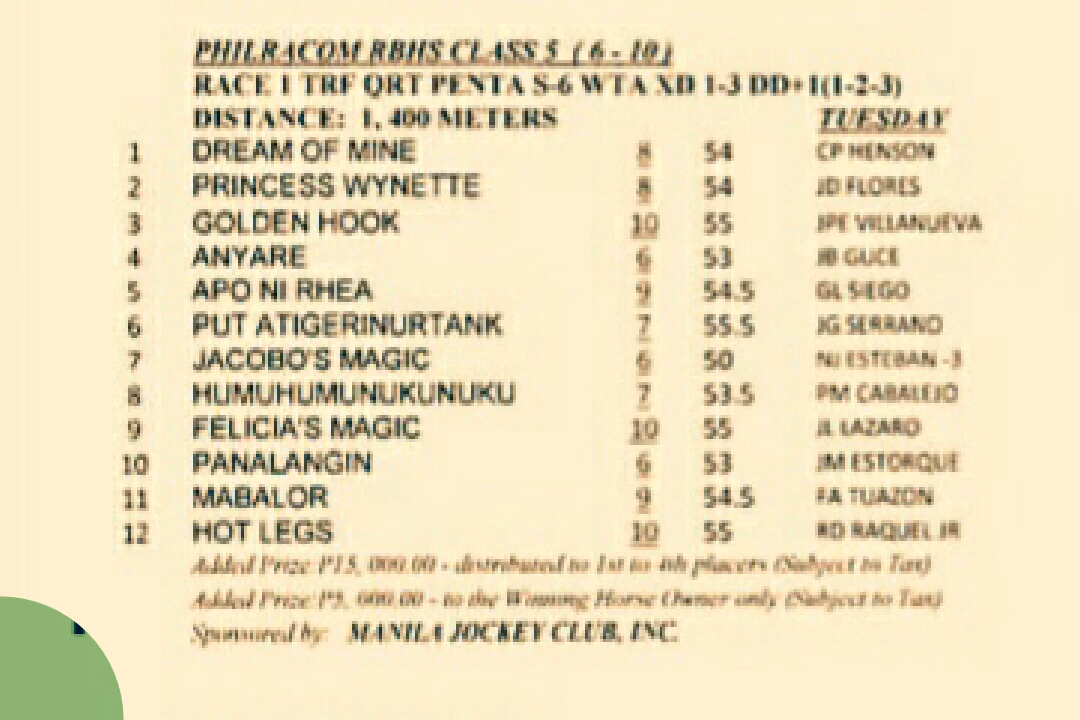 PHILRACOM RBHS CLASS 5 ( 6 - 10 )
RACE 1 TRF QRT PENTA S-6 WTA XD 1-3 DD+1(1-2-3)
DISTANCE: 1, 400 METERS TUESDAY
1 DREAM OF MINE 8 54 CP HENSON
2 PRINCESS WYNETTE 8 54 JD FLORES
3 GOLDEN HOOK 10 55 JPE VILLANUEVA
4 ANYARE 6 53 JB GUCE
5 APO NI RHEA 9 54.5 GL SIEGO
6 PUT ATIGERINURTANK 7 55.5 JG SERRANO
7 JACOBO'S MAGIC 6 50 NJ ESTEBAN -3
8 HUMUHUMUNUKUNUKU 7 53.5 PM CABALEJO
9 FELICIA'S MAGIC 10 55 JL LAZARO
10 PANALANGIN 6 53 JM ESTORQUE
11 MABALOR 9 54.5 FA TUAZON
12 HOT LEGS 10 55 RD RAQUEL JR
Added Prize P15, 000.00 - distributed to 1st to 4th placers (Subject to Tax)
Added Prize P5, 000.00 - to the Winning Horse Owner only (Subject to Tax)
Sponsored by: MANILA JOCKEY CLUB, INC.